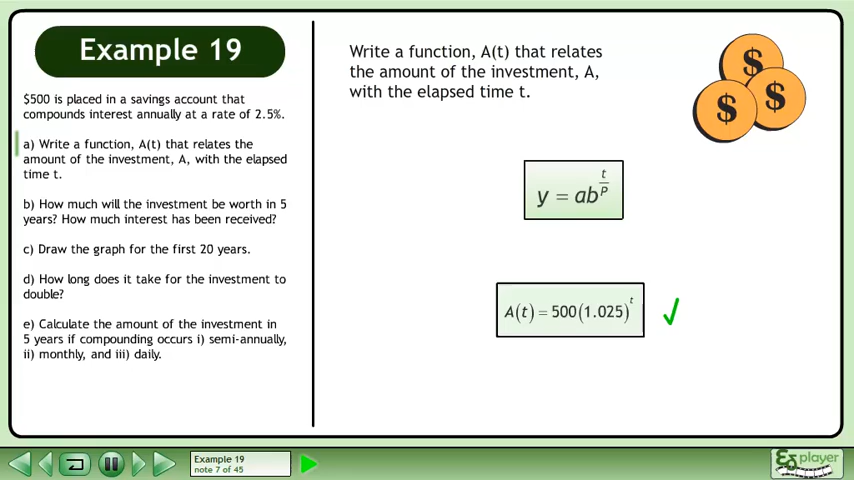 Example 19
$500 is placed in a savings account that
compounds interest annually at a rate of 2.5%.
a) Write a function, A(t) that relates the
amount of the investment, A, with the elapsed
time t.
b) How much will the investment be worth in 5
years? How much interest has been received?
c) Draw the graph for the first 20 years.
d) How long does it take for the investment to
double?
e) Calculate the amount of the investment in
5 years if compounding occurs i) semi-annually,
ii) monthly, and iii) daily.
Write a function, A(t) that relates
the amount of the investment, A,
with the elapsed time t.
$
$
$
y = ab^(t/P)
A(t) = 500(1.025)^t
Example 19
note 7 of 45
player